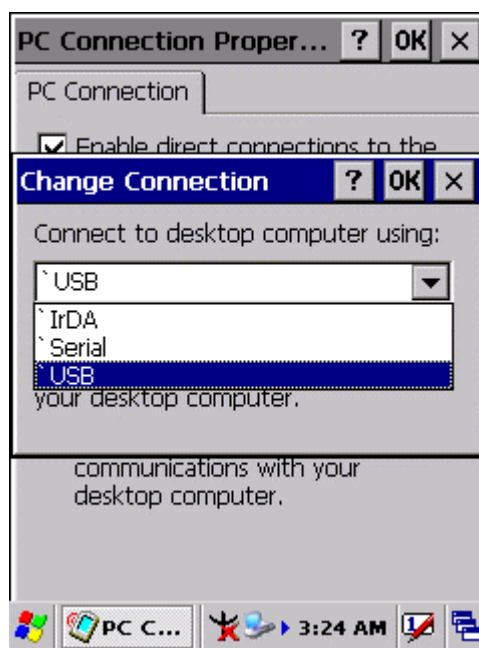 PC Connection Proper... ? OK ×
PC Connection
Enable direct connections to the
Change Connection ? OK ×
Connect to desktop computer using:
`USB
`IrDA
`Serial
`USB
your desktop computer.
communications with your
desktop computer.
PC C... 3:24 AM